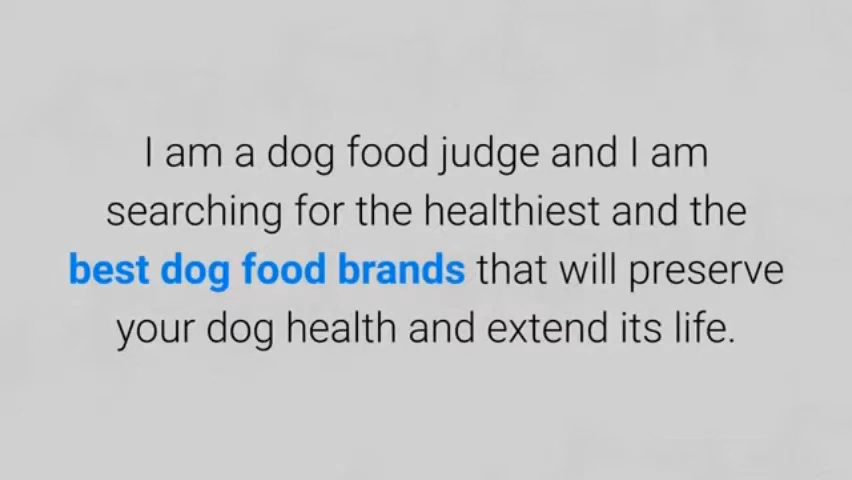 I am a dog food judge and I am
searching for the healthiest and the
best dog food brands that will preserve
your dog health and extend its life.